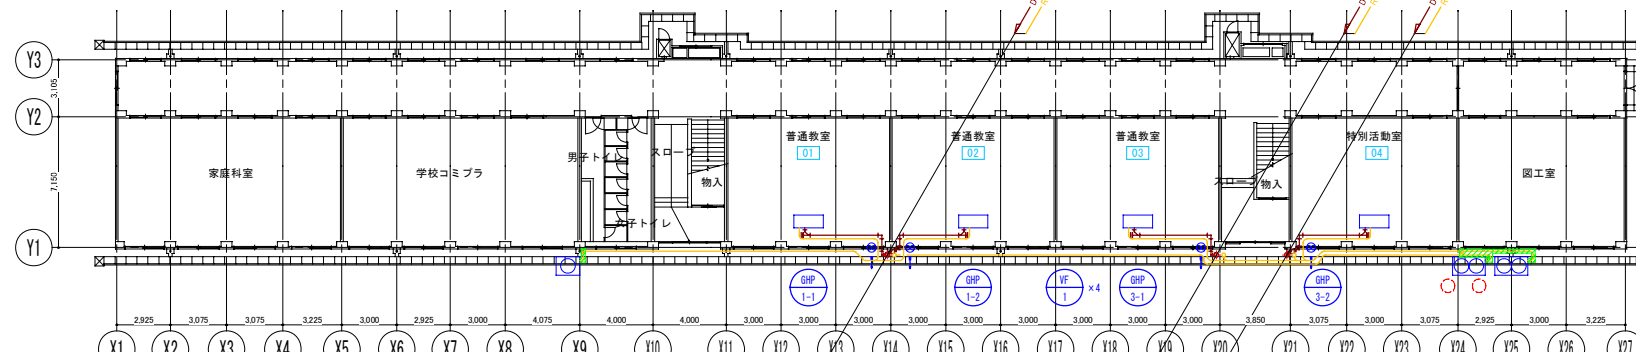 Y3
3,105
Y2
7,150
Y1
家庭科室
学校コミプラ
男子トイレ
女子トイレ
スロープ
物入
普通教室
01
普通教室
02
普通教室
03
スロープ
物入
特別活動室
04
図工室
GHP
1-1
GHP
1-2
VF
1
×4
GHP
3-1
GHP
3-2
2,925 3,075 3,075 3,225 3,000 2,925 3,000 4,075 4,000 4,000 3,000 3,000 3,000 3,000 3,000 3,000 3,000 3,000 3,000 3,850 3,075 3,000 3,075 2,925 3,000 3,225
X1 X2 X3 X4 X5 X6 X7 X8 X9 X10 X11 X12 X13 X14 X15 X16 X17 X18 X19 X20 X21 X22 X23 X24 X25 X26 X27